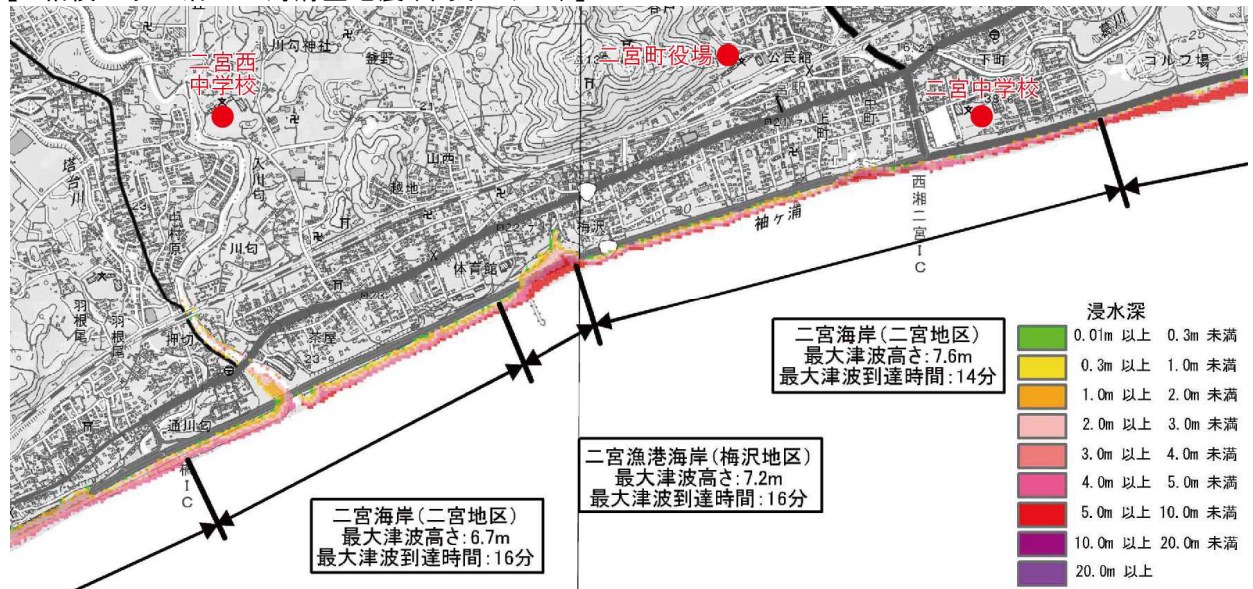 二宮西
中学校
川勾神社
釜野
二宮町役場
公民館
下町
ゴルフ場
二宮中学校
葛川
上町
中町
塔台川
中村原
川匂
山西
越地
梅沢
袖ヶ浦
西湘二宮IC
体育館
羽根尾
羽根尾
押切
茶屋
通川匂
橘IC
二宮海岸(二宮地区)
最大津波高さ:7.6m
最大津波到達時間:14分
二宮漁港海岸(梅沢地区)
最大津波高さ:7.2m
最大津波到達時間:16分
二宮海岸(二宮地区)
最大津波高さ:6.7m
最大津波到達時間:16分
浸水深
0.01m 以上 0.3m 未満
0.3m 以上 1.0m 未満
1.0m 以上 2.0m 未満
2.0m 以上 3.0m 未満
3.0m 以上 4.0m 未満
4.0m 以上 5.0m 未満
5.0m 以上 10.0m 未満
10.0m 以上 20.0m 未満
20.0m 以上